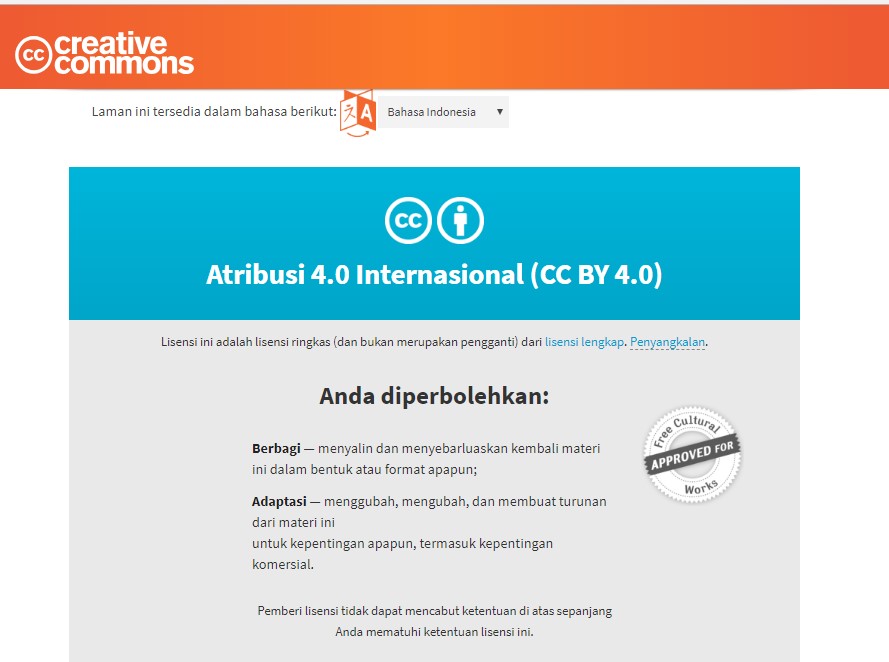 cc creative
commons
Laman ini tersedia dalam bahasa berikut: Bahasa Indonesia
cc
Atribusi 4.0 Internasional (CC BY 4.0)
Lisensi ini adalah lisensi ringkas (dan bukan merupakan pengganti) dari lisensi lengkap. Penyangkalan.
Anda diperbolehkan:
Berbagi — menyalin dan menyebarluaskan kembali materi
ini dalam bentuk atau format apapun;
Adaptasi — menggubah, mengubah, dan membuat turunan
dari materi ini
untuk kepentingan apapun, termasuk kepentingan
komersial.
Free Cultural
APPROVED FOR
Works
Pemberi lisensi tidak dapat mencabut ketentuan di atas sepanjang
Anda mematuhi ketentuan lisensi ini.